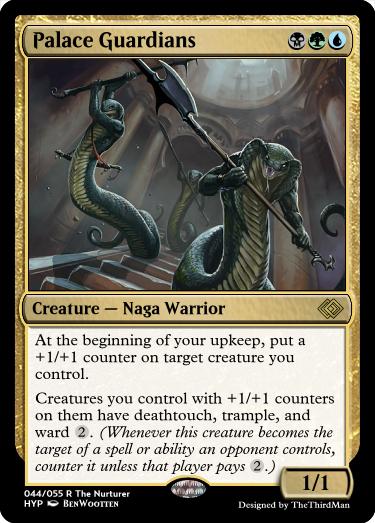 Palace Guardians
Creature — Naga Warrior
At the beginning of your upkeep, put a
+1/+1 counter on target creature you
control.
Creatures you control with +1/+1 counters
on them have deathtouch, trample, and
ward 2. (Whenever this creature becomes the
target of a spell or ability an opponent controls,
counter it unless that player pays 2.)
1/1
044/055 R The Nurturer
HYP BenWootten
Designed by TheThirdMan